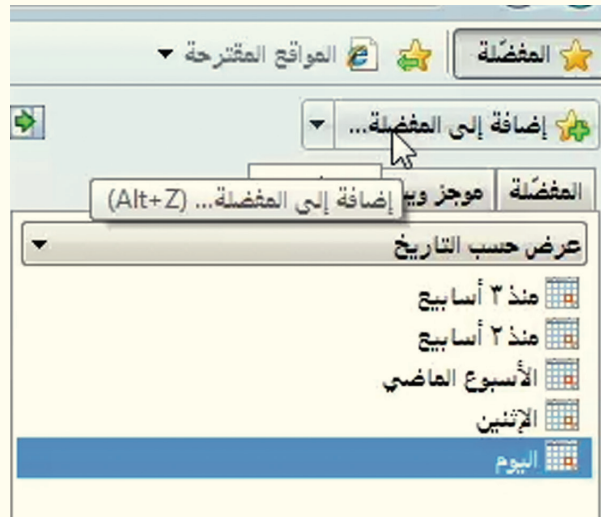 المفضّلة المواقع المقترحة
إضافة إلى المفضلة...
المفضّلة موجز
إضافة إلى المفضلة... (Alt+Z)
عرض حسب التاريخ
منذ ٣ أسابيع
منذ ٢ أسابيع
الأسبوع الماضي
الإثنين
اليوم